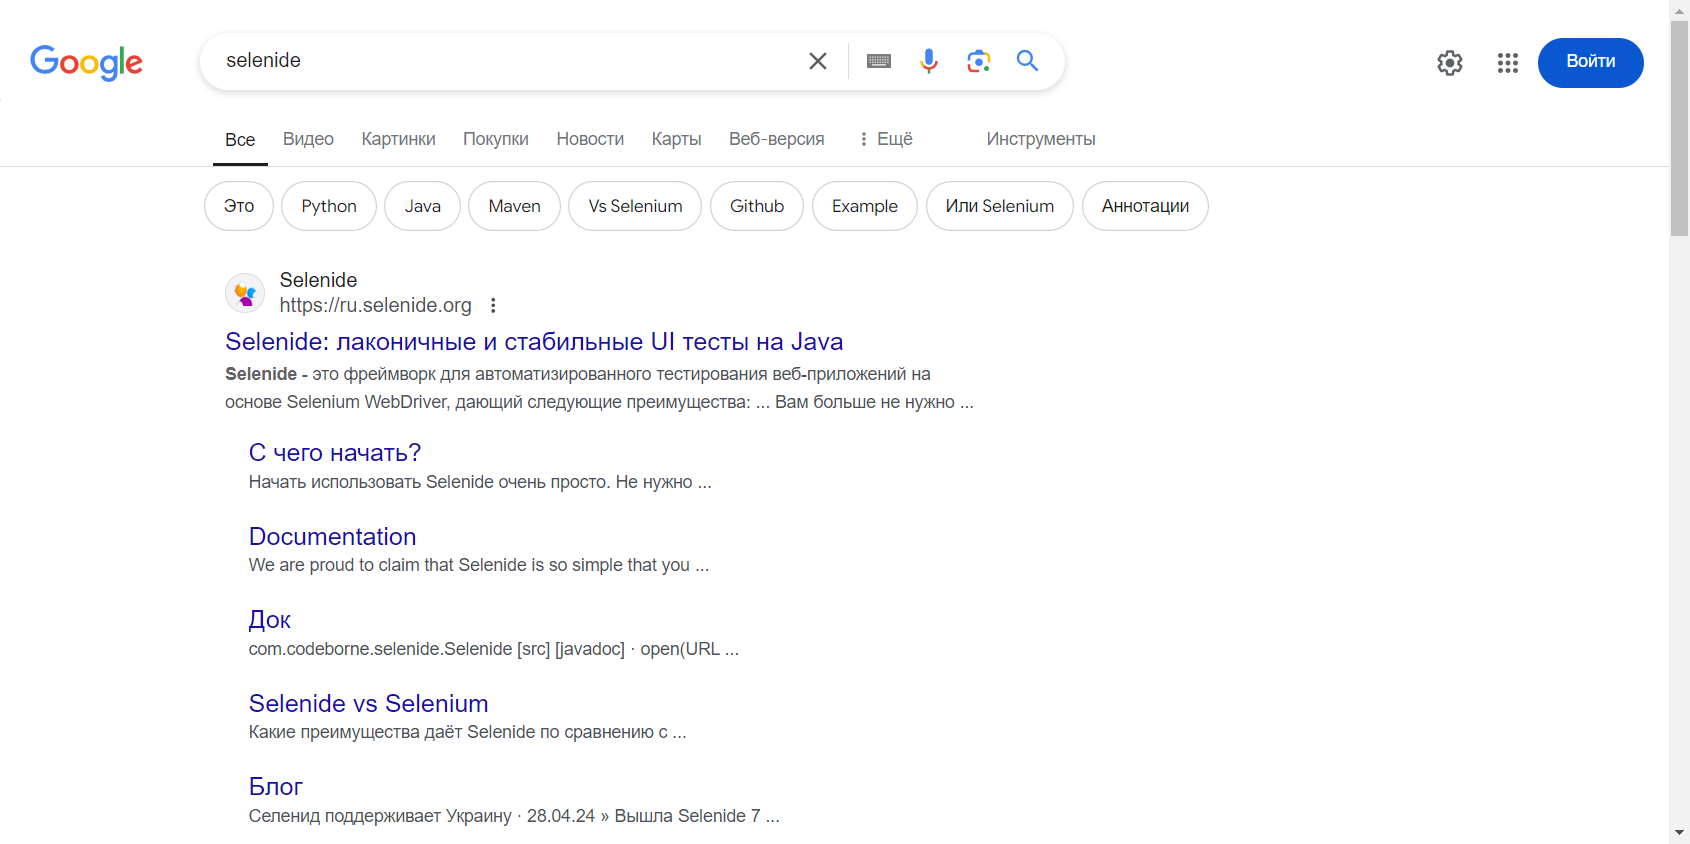 Google
selenide
Войти
Все Видео Картинки Покупки Новости Карты Веб-версия Ещё Инструменты
Это Python Java Maven Vs Selenium Github Example Или Selenium Аннотации
Selenide
https://ru.selenide.org
Selenide: лаконичные и стабильные UI тесты на Java
Selenide - это фреймворк для автоматизированного тестирования веб-приложений на
основе Selenium WebDriver, дающий следующие преимущества: ... Вам больше не нужно ...
С чего начать?
Начать использовать Selenide очень просто. Не нужно ...
Documentation
We are proud to claim that Selenide is so simple that you ...
Док
com.codeborne.selenide.Selenide [src] [javadoc] · open(URL ...
Selenide vs Selenium
Какие преимущества даёт Selenide по сравнению с ...
Блог
Селенид поддерживает Украину · 28.04.24 » Вышла Selenide 7 ...